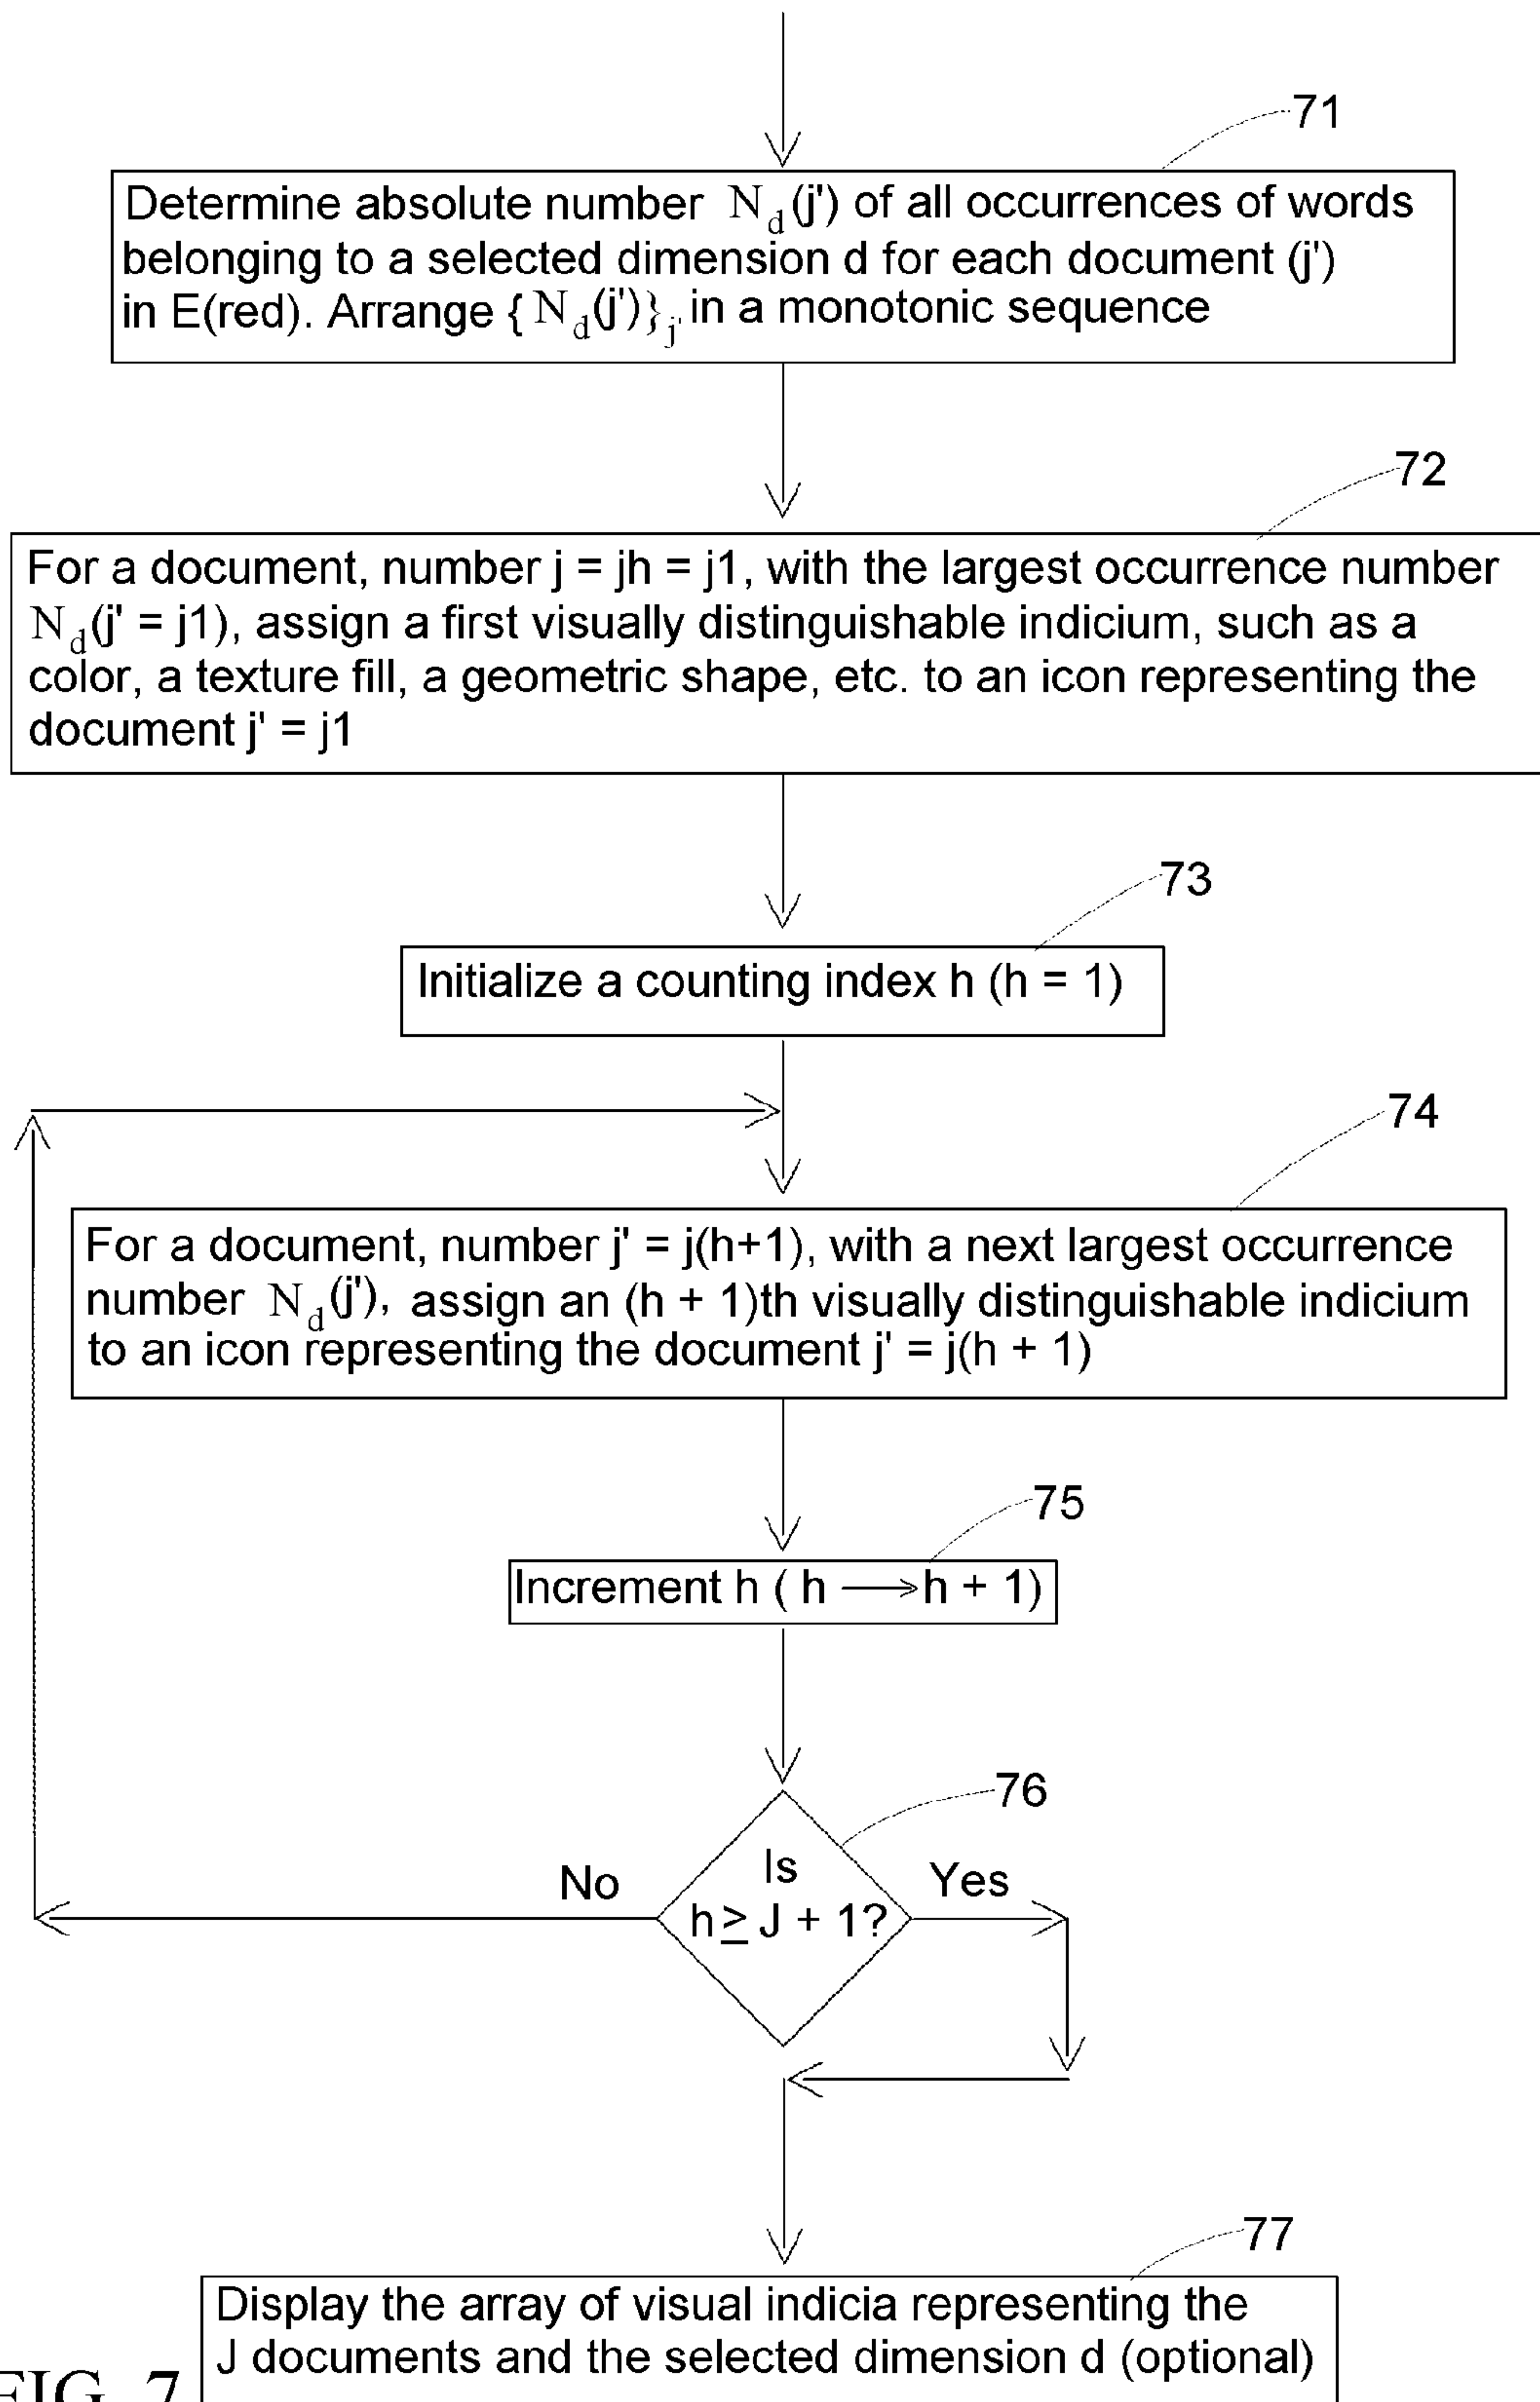 71
Determine absolute number N_d(j') of all occurrences of words
belonging to a selected dimension d for each document (j')
in E(red). Arrange { N_d(j')}_j' in a monotonic sequence
72
For a document, number j = jh = j1, with the largest occurrence number
N_d(j' = j1), assign a first visually distinguishable indicium, such as a
color, a texture fill, a geometric shape, etc. to an icon representing the
document j' = j1
73
Initialize a counting index h (h = 1)
74
For a document, number j' = j(h+1), with a next largest occurrence
number N_d(j'), assign an (h + 1)th visually distinguishable indicium
to an icon representing the document j' = j(h + 1)
75
Increment h ( h ⟶ h + 1)
76
Is
h ≥ J + 1?
No
Yes
77
Display the array of visual indicia representing the
J documents and the selected dimension d (optional)
FIG. 7